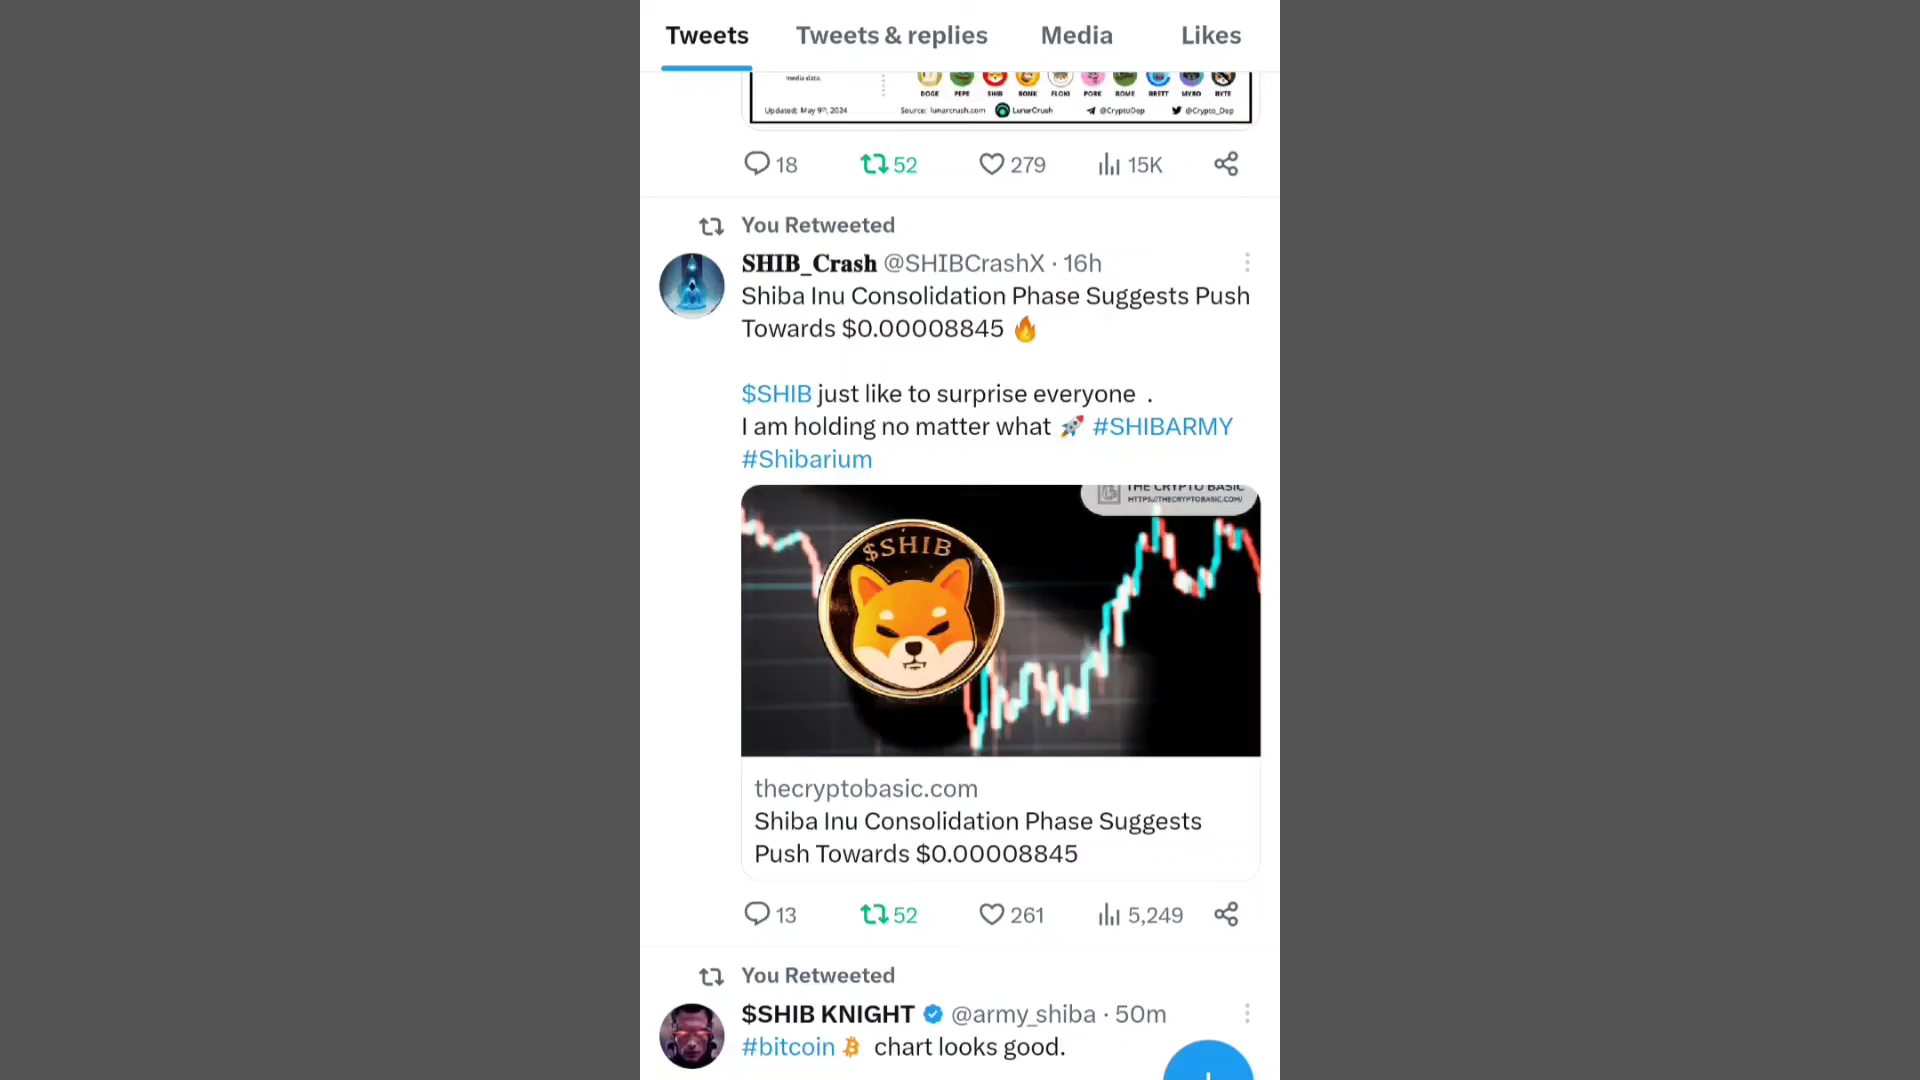 Tweets Tweets & replies Media Likes
media data.
DOGE PEPE SHIB BONK FLOKI PORK BOME BRETT MYRO BYTE
Updated: May 9th, 2024 Source: lunarcrush.com LunarCrush @CryptoDep @Crypto_Dep
18 52 279 15K
You Retweeted
SHIB_Crash @SHIBCrashX · 16h
Shiba Inu Consolidation Phase Suggests Push
Towards $0.00008845 🔥
$SHIB just like to surprise everyone .
I am holding no matter what 🚀 #SHIBARMY
#Shibarium
THE CRYPTO BASIC
HTTPS://THECRYPTOBASIC.COM/
$SHIB
thecryptobasic.com
Shiba Inu Consolidation Phase Suggests
Push Towards $0.00008845
13 52 261 5,249
You Retweeted
$SHIB KNIGHT @army_shiba · 50m
#bitcoin chart looks good.